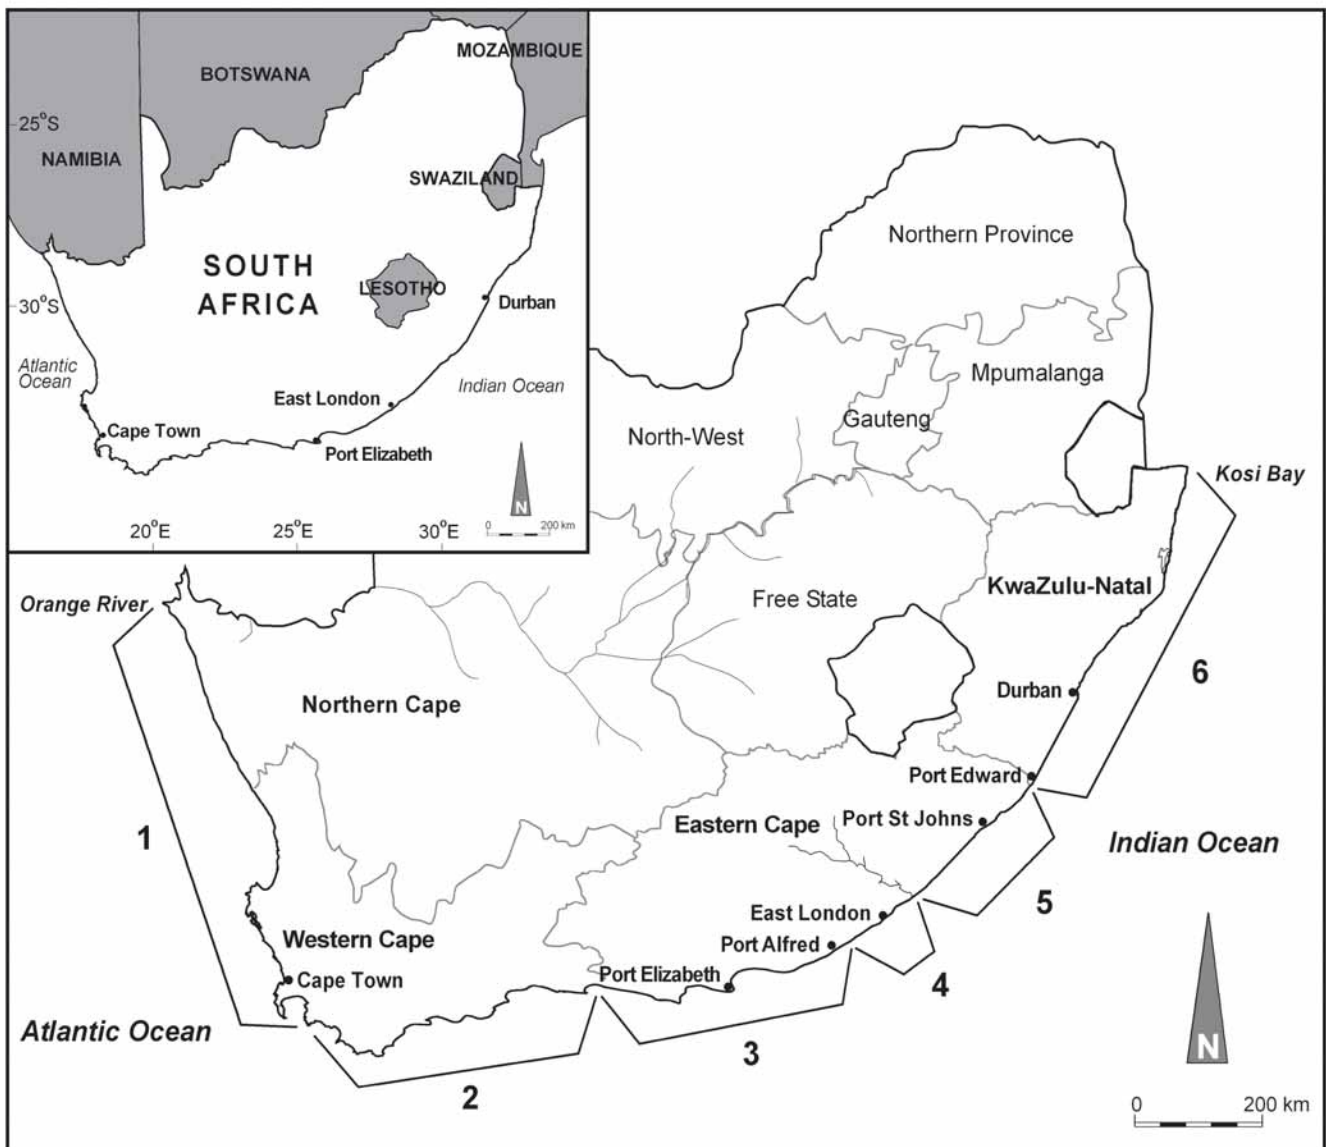 MOZAMBIQUE
BOTSWANA
25°S
NAMIBIA
SWAZILAND
SOUTH
AFRICA
LESOTHO
30°S
Durban
Atlantic
Ocean
East London
Indian Ocean
Cape Town
Port Elizabeth
N
0 200 km
20°E 25°E 30°E
Northern Province
Mpumalanga
Gauteng
North-West
Kosi Bay
KwaZulu-Natal
Free State
Orange River
6
Durban
Northern Cape
Port Edward
Port St Johns
Eastern Cape
1
Indian Ocean
5
East London
Western Cape
Port Alfred
Port Elizabeth
Cape Town
4
Atlantic Ocean
3
N
2
0 200 km